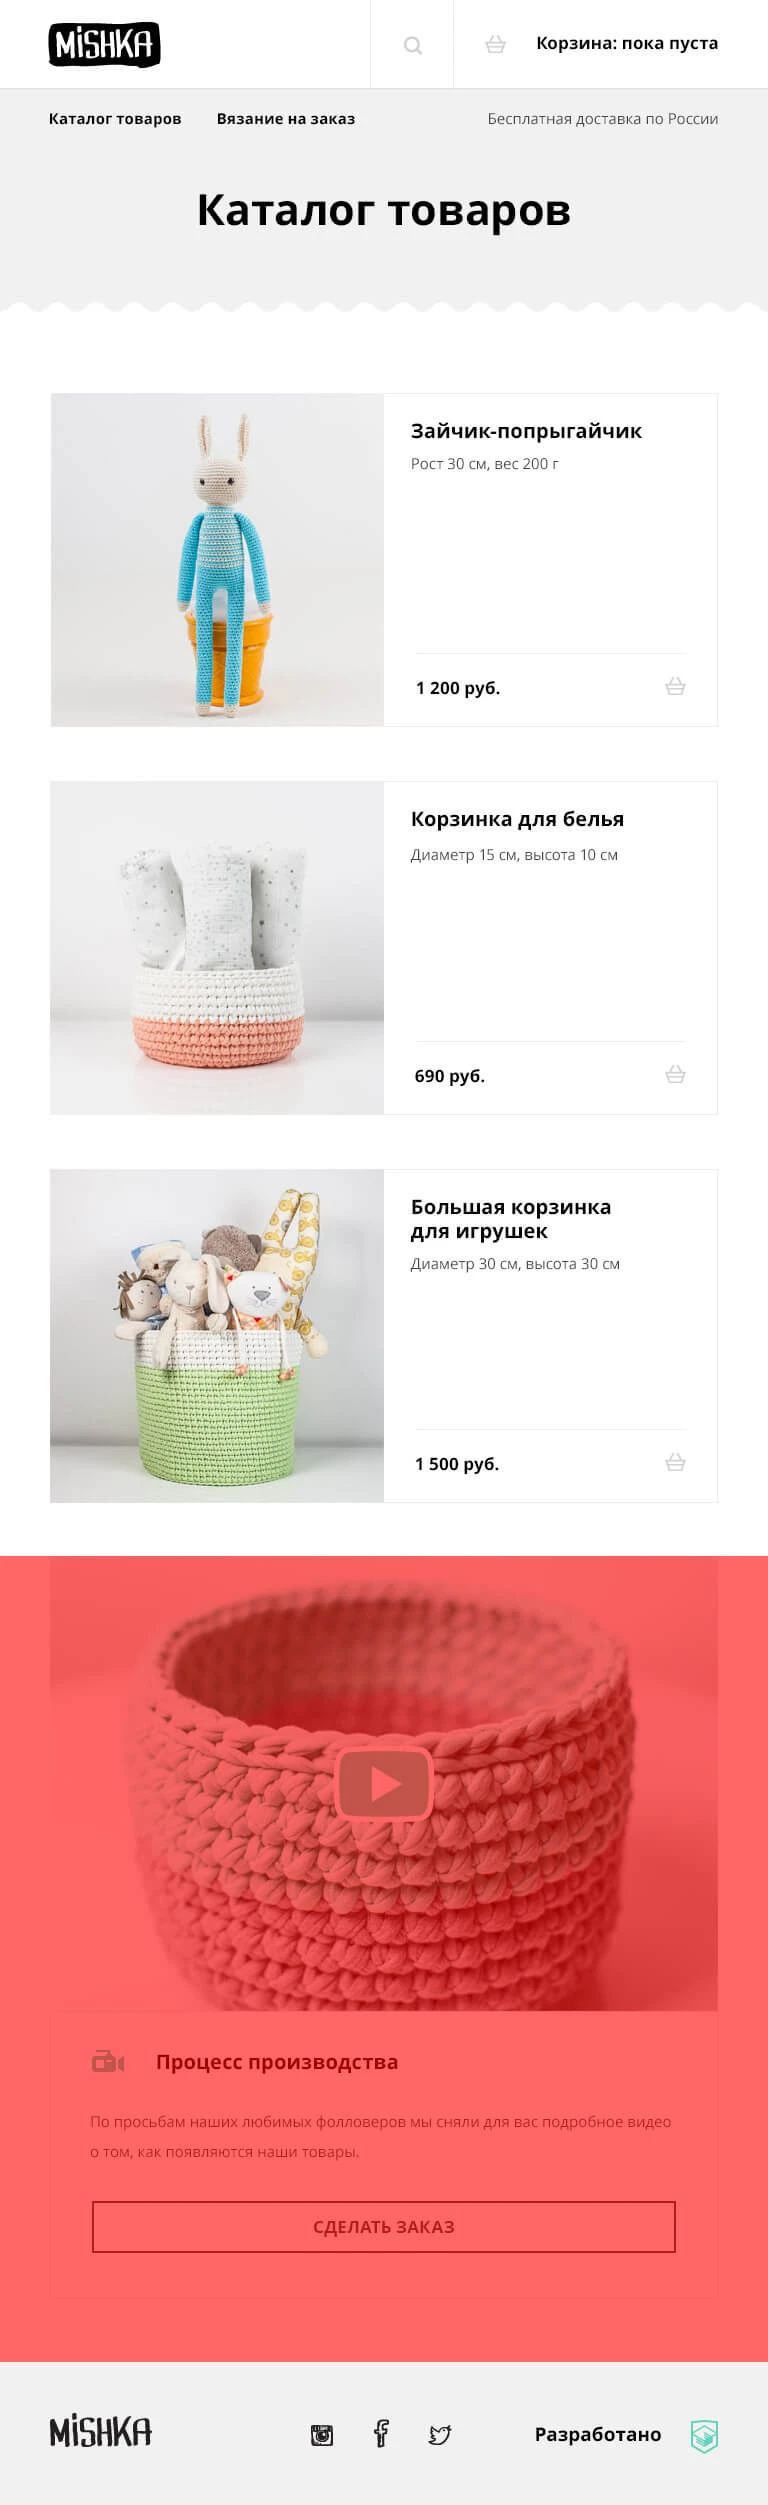 MiSHKA
Корзина: пока пуста
Каталог товаров
Вязание на заказ
Бесплатная доставка по России
Каталог товаров
Зайчик-попрыгайчик
Рост 30 см, вес 200 г
1 200 руб.
Корзинка для белья
Диаметр 15 см, высота 10 см
690 руб.
Большая корзинка
для игрушек
Диаметр 30 см, высота 30 см
1 500 руб.
Процесс производства
По просьбам наших любимых фолловеров мы сняли для вас подробное видео
о том, как появляются наши товары.
СДЕЛАТЬ ЗАКАЗ
MiSHKA
Разработано